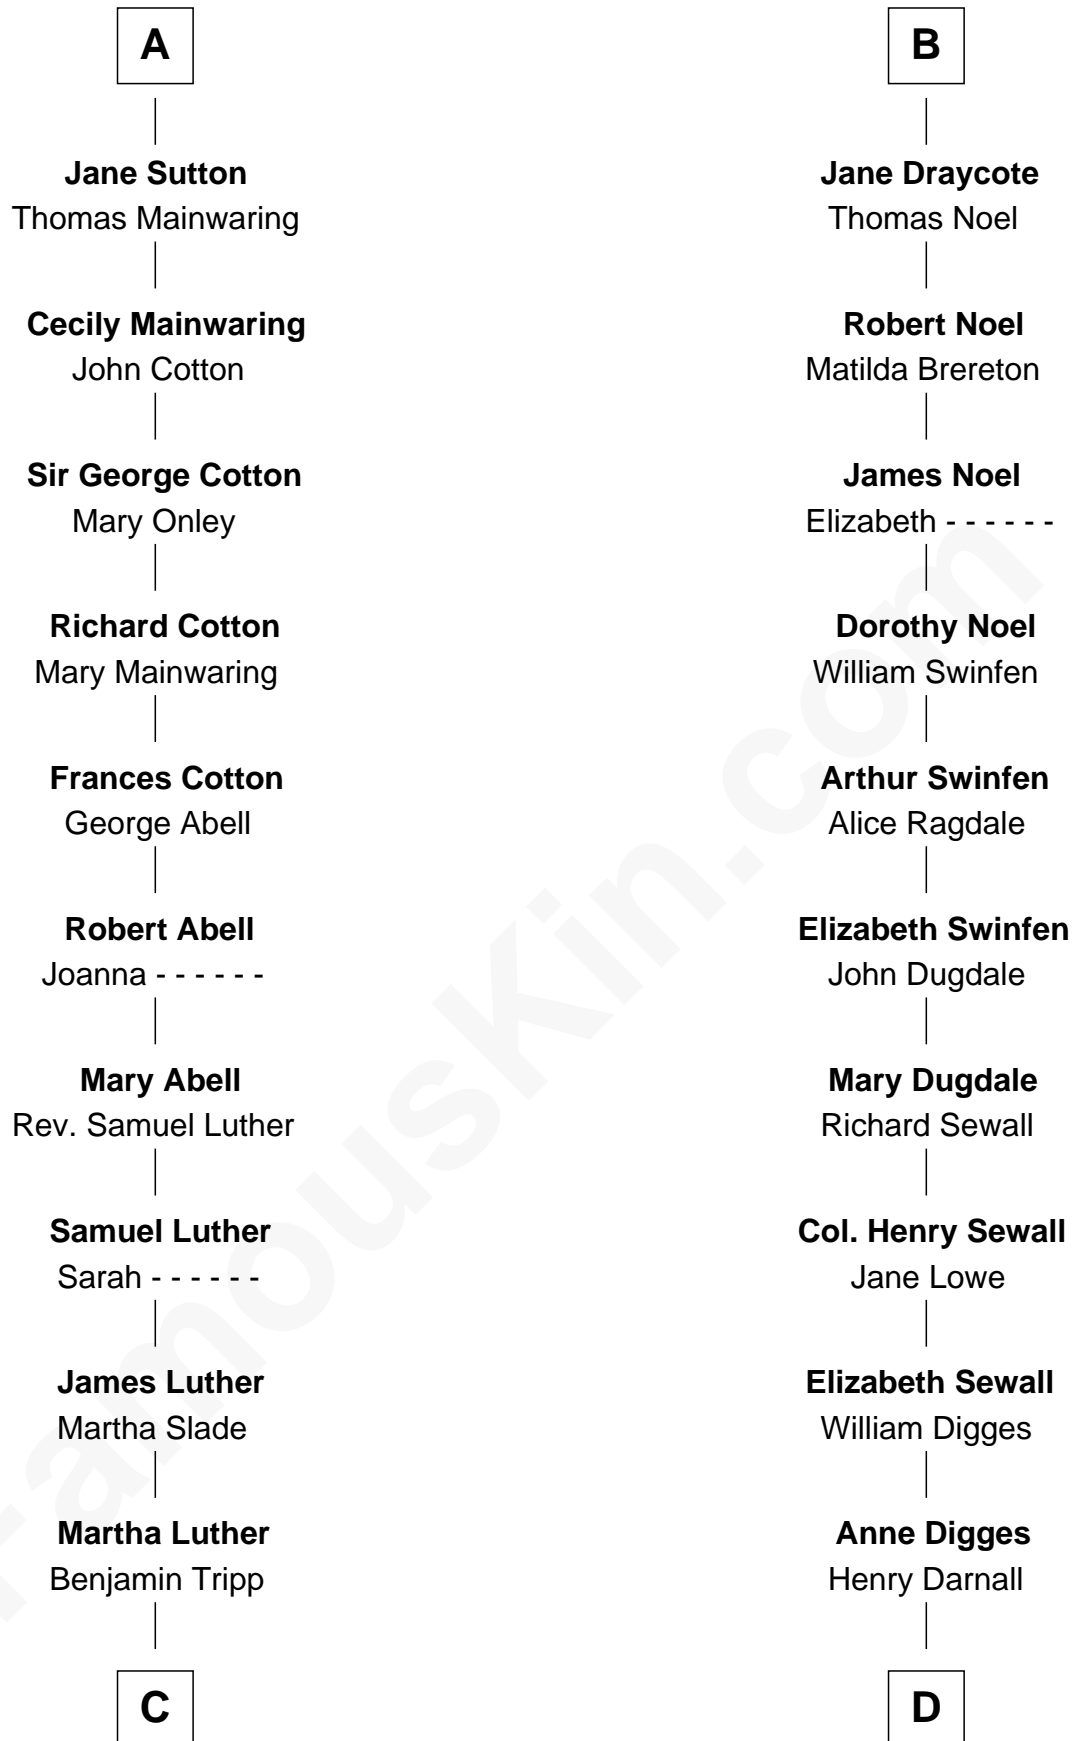 A
Jane Sutton
Thomas Mainwaring
Cecily Mainwaring
John Cotton
Sir George Cotton
Mary Onley
Richard Cotton
Mary Mainwaring
Frances Cotton
George Abell
Robert Abell
Joanna - - - - - -
Mary Abell
Rev. Samuel Luther
Samuel Luther
Sarah - - - - - -
James Luther
Martha Slade
Martha Luther
Benjamin Tripp
C
B
Jane Draycote
Thomas Noel
Robert Noel
Matilda Brereton
James Noel
Elizabeth - - - - - -
Dorothy Noel
William Swinfen
Arthur Swinfen
Alice Ragdale
Elizabeth Swinfen
John Dugdale
Mary Dugdale
Richard Sewall
Col. Henry Sewall
Jane Lowe
Elizabeth Sewall
William Digges
Anne Digges
Henry Darnall
D
FamousKin.com